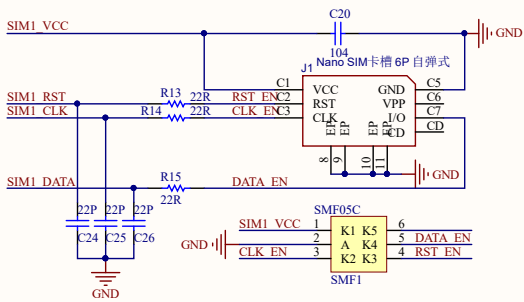 C20
SIM1_VCC
GND
104
Nano SIM卡槽 6P 自弹式
J1
C1 VCC GND C5
SIM1_RST R13 22R RST_EN C2 RST VPP C6
SIM1_CLK R14 22R CLK_EN C3 CLK I/O C7
CD CD
EP EP EP EP
8 9 10 11
GND
SIM1_DATA R15 22R DATA_EN
22P 22P 22P
C24 C25 C26
GND
SMF05C
SIM1_VCC 1 K1 K5 6
GND 2 A K4 5 DATA_EN
CLK_EN 3 K2 K3 4 RST_EN
SMF1